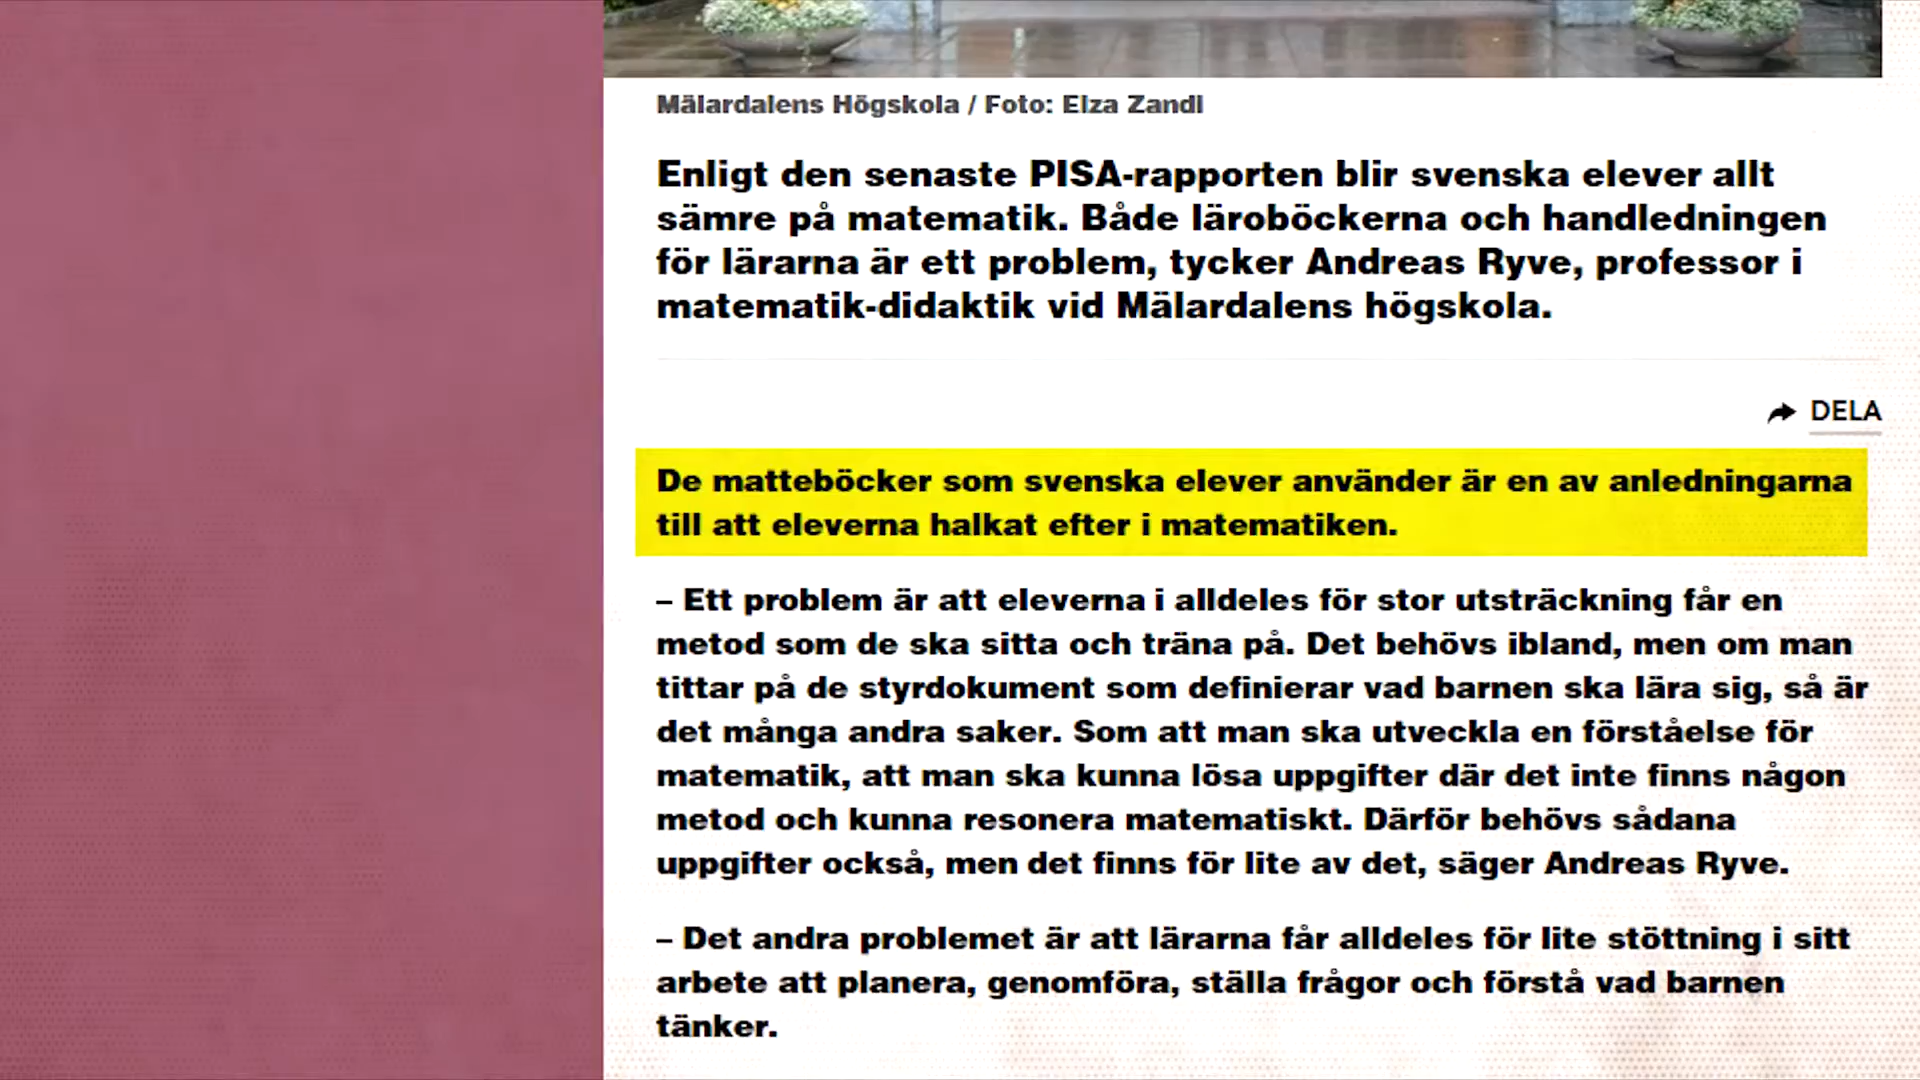 Mälardalens Högskola / Foto: Elza Zandi
Enligt den senaste PISA-rapporten blir svenska elever allt
sämre på matematik. Både läroböckerna och handledningen
för lärarna är ett problem, tycker Andreas Ryve, professor i
matematik-didaktik vid Mälardalens högskola.
DELA
De matteböcker som svenska elever använder är en av anledningarna
till att eleverna halkat efter i matematiken.
– Ett problem är att eleverna i alldeles för stor utsträckning får en
metod som de ska sitta och träna på. Det behövs ibland, men om man
tittar på de styrdokument som definierar vad barnen ska lära sig, så är
det många andra saker. Som att man ska utveckla en förståelse för
matematik, att man ska kunna lösa uppgifter där det inte finns någon
metod och kunna resonera matematiskt. Därför behövs sådana
uppgifter också, men det finns för lite av det, säger Andreas Ryve.
– Det andra problemet är att lärarna får alldeles för lite stöttning i sitt
arbete att planera, genomföra, ställa frågor och förstå vad barnen
tänker.